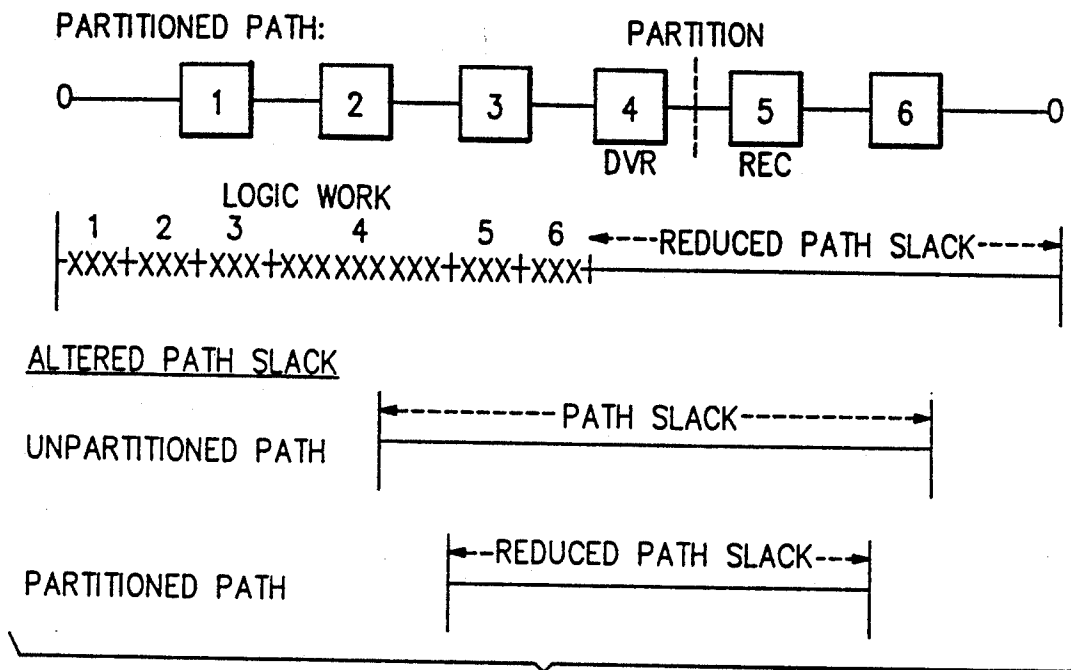 PARTITIONED PATH:
PARTITION
O 1 2 3 4 5 6 O
DVR REC
LOGIC WORK
1 2 3 4 5 6
XXX+XXX+XXX+XXXXXXXXX+XXX+XXX+ REDUCED PATH SLACK
ALTERED PATH SLACK
PATH SLACK
UNPARTITIONED PATH
REDUCED PATH SLACK
PARTITIONED PATH